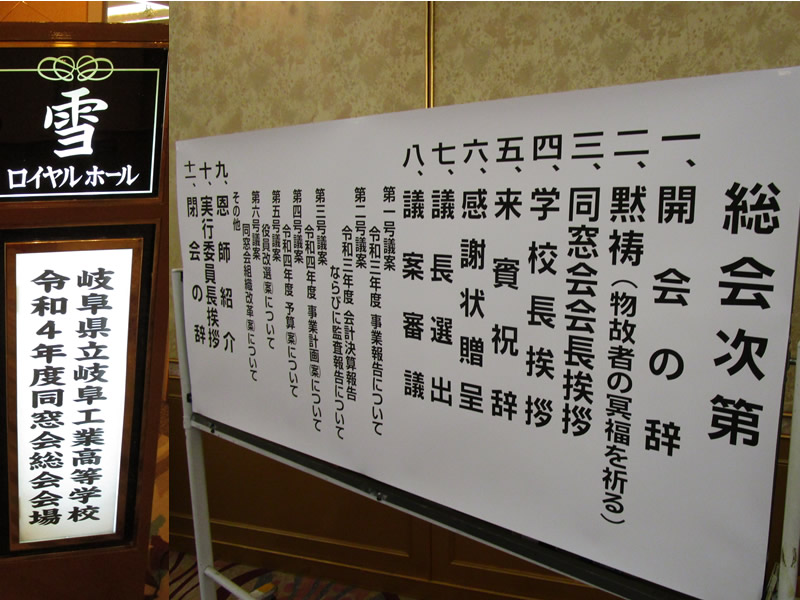 雪
ロイヤルホール
岐阜県立岐阜工業高等学校
令和4年度同窓会総会会場
総会次第
一、開会の辞
二、黙祷（物故者の冥福を祈る）
三、同窓会会長挨拶
四、学校長挨拶
五、来賓祝辞
六、感謝状贈呈
七、議長選出
八、議案審議
第一号議案
令和三年度 事業報告について
第二号議案
令和三年度 会計決算報告
ならびに監査報告について
第三号議案
令和四年度 事業計画㊢について
第四号議案
令和四年度 予算(案)について
第五号議案
役員改選(案)について
第六号議案
同窓会組織改革(案)について
その他
九、恩師紹介
十、実行委員長挨拶
十一、閉会の辞